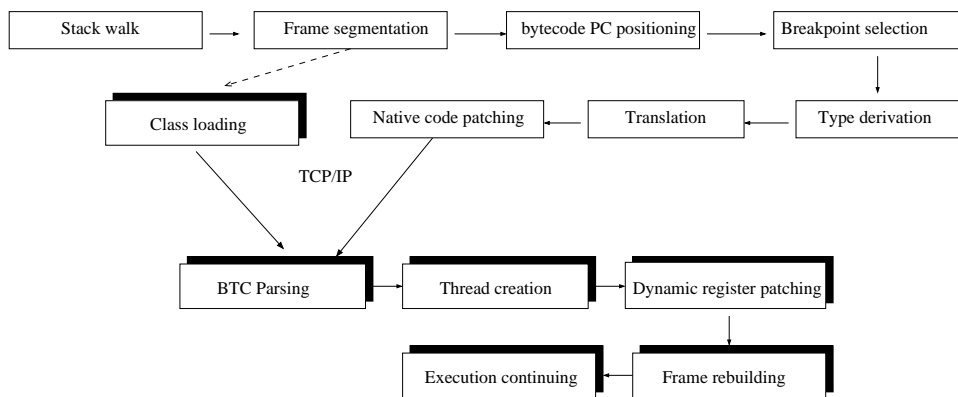 Stack walk
Frame segmentation
bytecode PC positioning
Breakpoint selection
Class loading
Native code patching
Translation
Type derivation
TCP/IP
BTC Parsing
Thread creation
Dynamic register patching
Execution continuing
Frame rebuilding